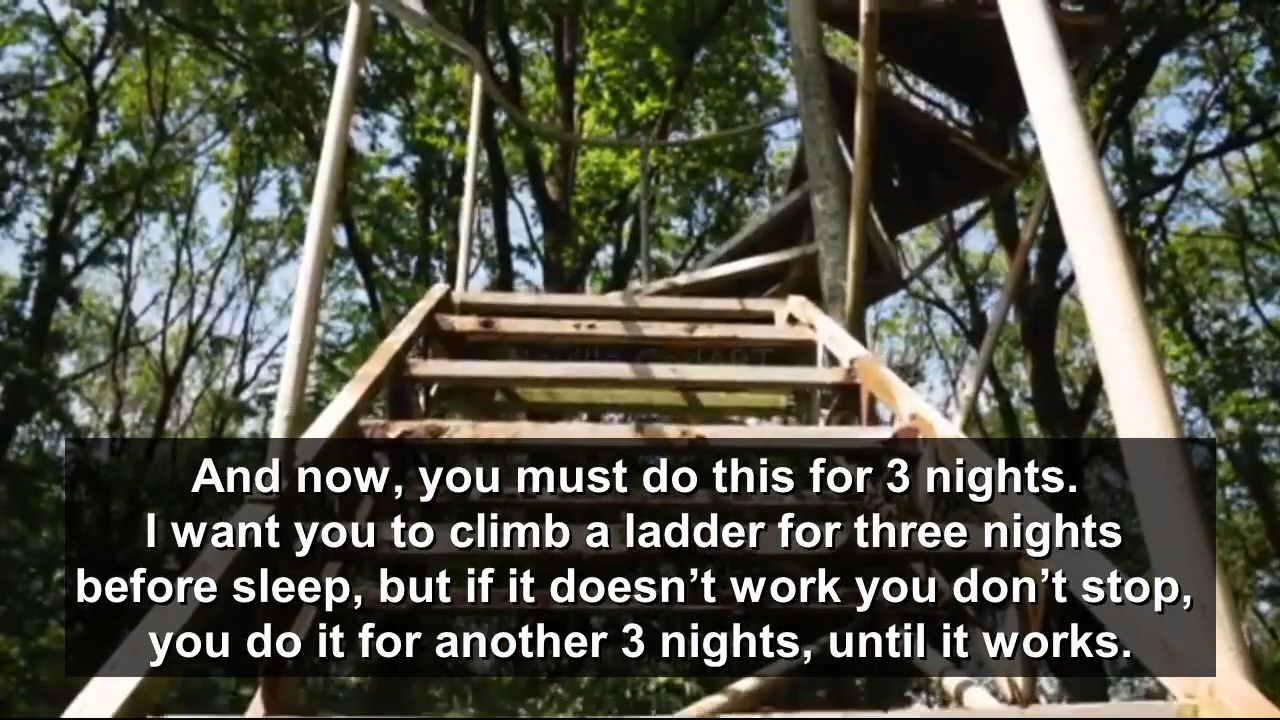 And now, you must do this for 3 nights.
I want you to climb a ladder for three nights
before sleep, but if it doesn’t work you don’t stop,
you do it for another 3 nights, until it works.